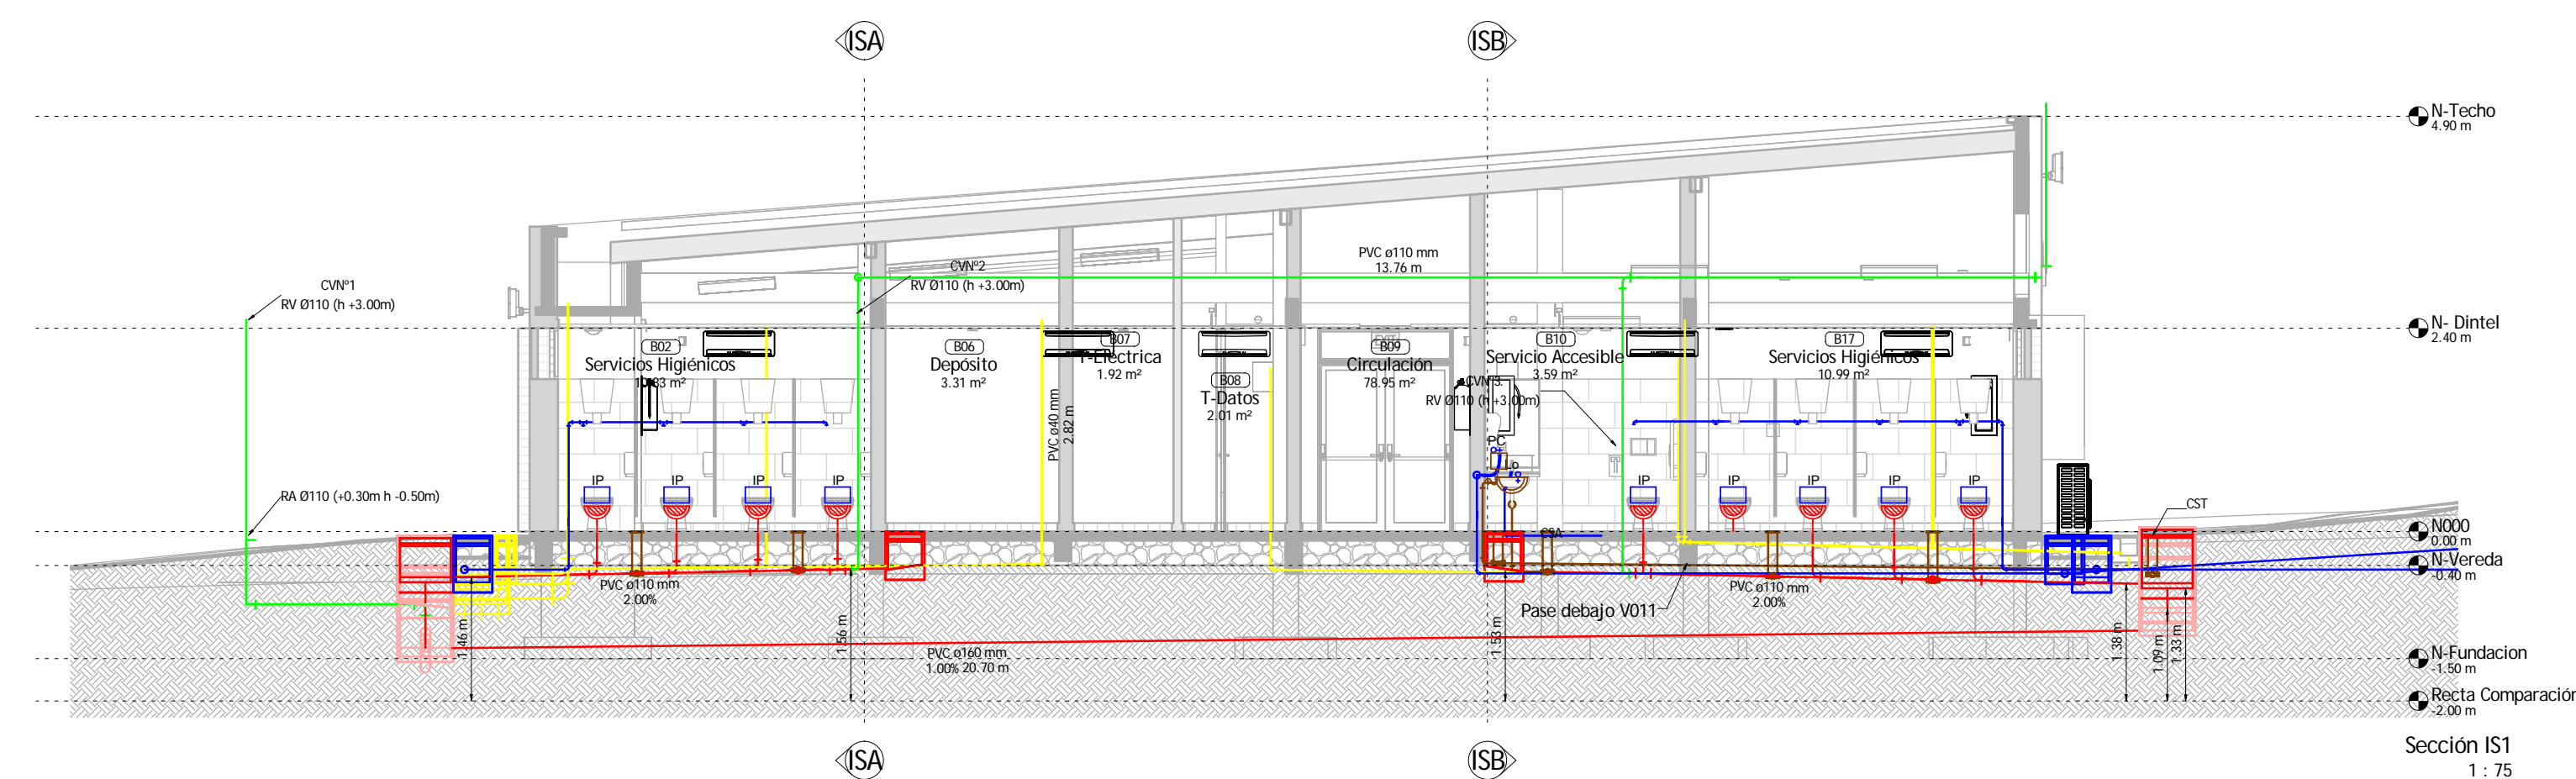 ISA
ISB
N-Techo
4.90 m
PVC ø110 mm
13.76 m
CVNº2
RV Ø110 (h +3.00m)
CVNº1
RV Ø110 (h +3.00m)
N- Dintel
2.40 m
B02
Servicios Higiénicos
B06
Depósito
3.31 m²
B07
T-Electrica
1.92 m²
B08
T-Datos
2.01 m²
B09
Circulación
78.95 m²
B10
Servicio Accesible
3.59 m²
CVNº3
RV Ø110 (h +3.00m)
B17
Servicios Higiénicos
10.99 m²
PVC ø40 mm
2.82 m
PC
Lo
IP
IP
IP
IP
IP
IP
IP
IP
IP
RA Ø110 (+0.30m h -0.50m)
CST
CSA
N000
0.00 m
N-Vereda
-0.40 m
PVC ø110 mm
2.00%
PVC ø110 mm
2.00%
Pase debajo V011
1.46 m
1.56 m
1.53 m
1.38 m
1.09 m
1.33 m
PVC ø160 mm
1.00% 20.70 m
N-Fundacion
-1.50 m
Recta Comparación
-2.00 m
ISA
ISB
Sección IS1
1 : 75